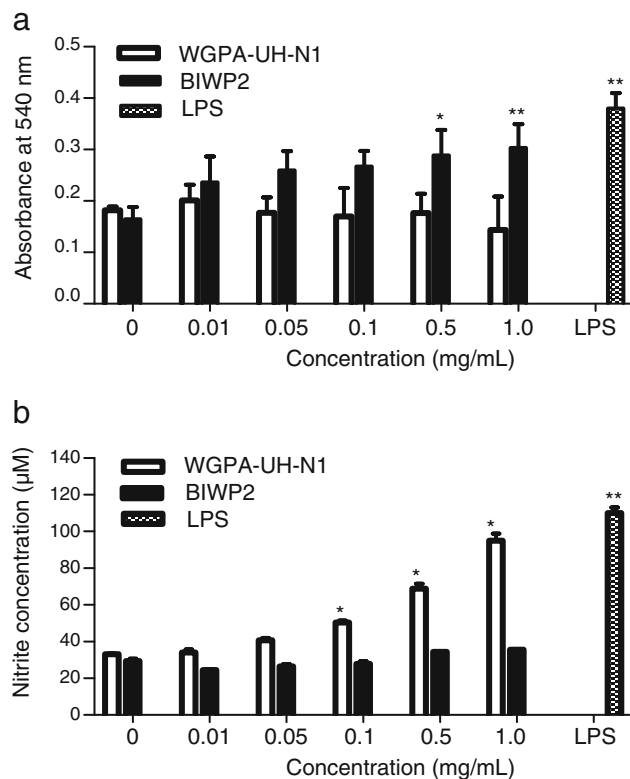 a
0.5
0.4
0.3
0.2
0.1
0.0
Absorbance at 540 nm
WGPA-UH-N1
BIWP2
LPS
*
**
**
0 0.01 0.05 0.1 0.5 1.0 LPS
Concentration (mg/mL)
b
140
120
100
80
60
40
20
0
Nitrite concentration (μM)
WGPA-UH-N1
BIWP2
LPS
*
*
*
**
0 0.01 0.05 0.1 0.5 1.0 LPS
Concentration (mg/mL)